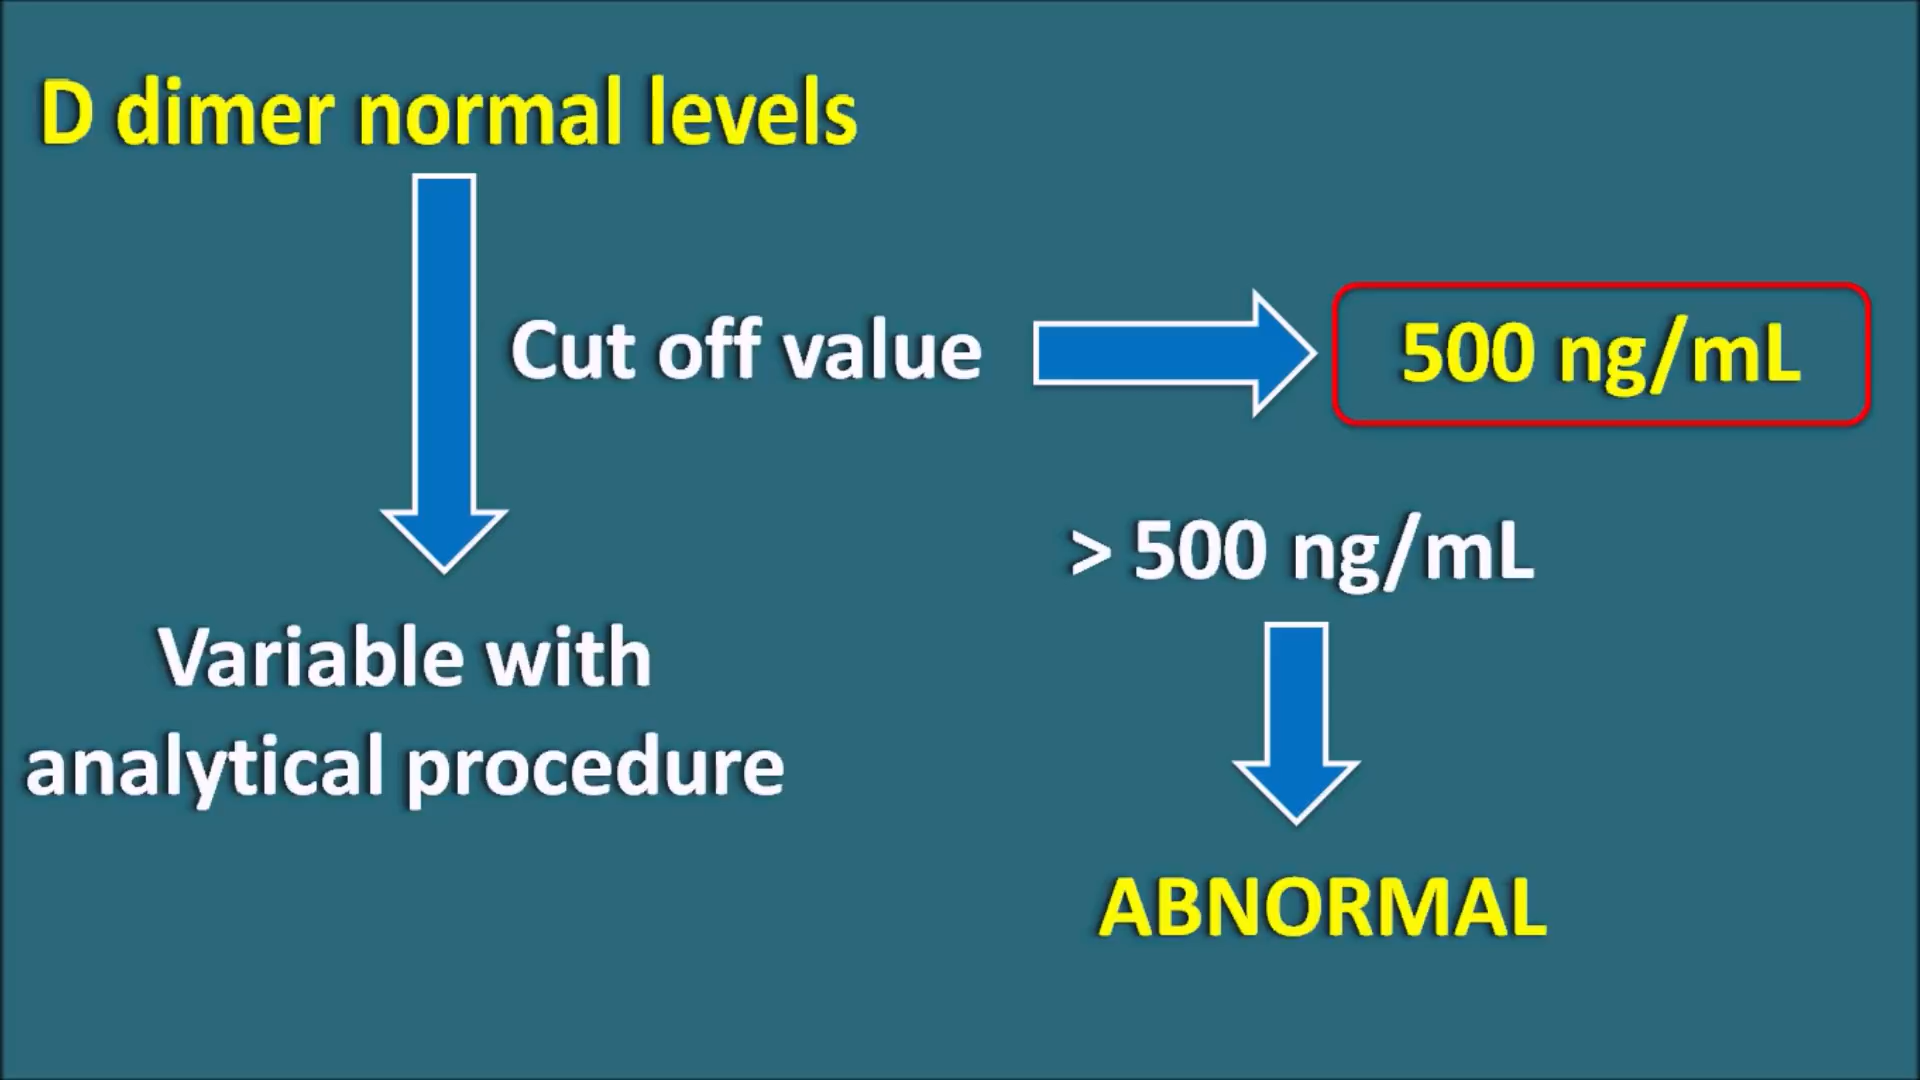 D dimer normal levels
Cut off value
500 ng/mL
> 500 ng/mL
Variable with
analytical procedure
ABNORMAL